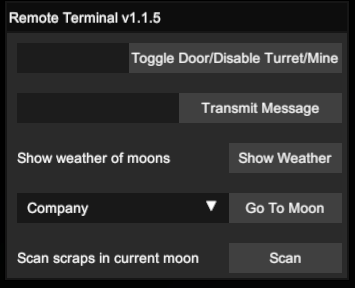 Remote Terminal v1.1.5
Toggle Door/Disable Turret/Mine
Transmit Message
Show weather of moons Show Weather
Company ▼ Go To Moon
Scan scraps in current moon Scan